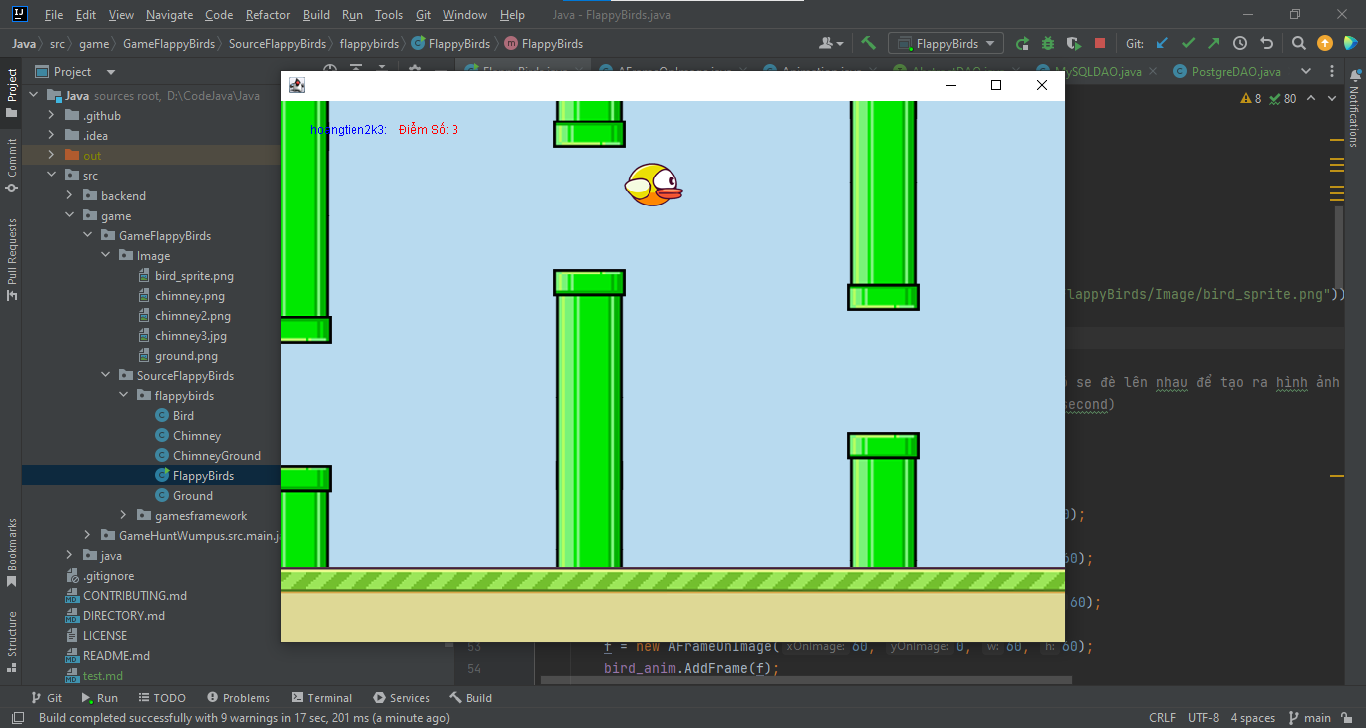 File Edit View Navigate Code Refactor Build Run Tools Git Window Help Java - FlappyBirds.java
Java src game GameFlappyBirds SourceFlappyBirds flappybirds FlappyBirds FlappyBirds FlappyBirds Git:
Project MySQLDAO.java PostgreDAO.java
Java sources root, D:\CodeJava\Java
8 80
.github
.idea
out
src
backend
game
GameFlappyBirds
Image
bird_sprite.png
chimney.png
chimney2.png
chimney3.jpg
ground.png
SourceFlappyBirds
flappybirds
Bird
Chimney
ChimneyGround
FlappyBirds
Ground
gamesframework
GameHuntWumpus.src.main.j
java
.gitignore
CONTRIBUTING.md
DIRECTORY.md
LICENSE
README.md
test.md
Project
Commit
Pull Requests
Bookmarks
Structure
hoangtien2k3: Điểm Số: 3
lappyBirds/Image/bird_sprite.png"))
se đè lên nhau để tạo ra hình ảnh
second)
0);
60);
60);
53 f = new AFrameOnImage( xOnImage: 60, yOnImage: 0, w: 60, h: 60);
54 bird_anim.AddFrame(f);
Notifications
Git Run TODO Problems Terminal Services Build
Build completed successfully with 9 warnings in 17 sec, 201 ms (a minute ago) CRLF UTF-8 4 spaces main